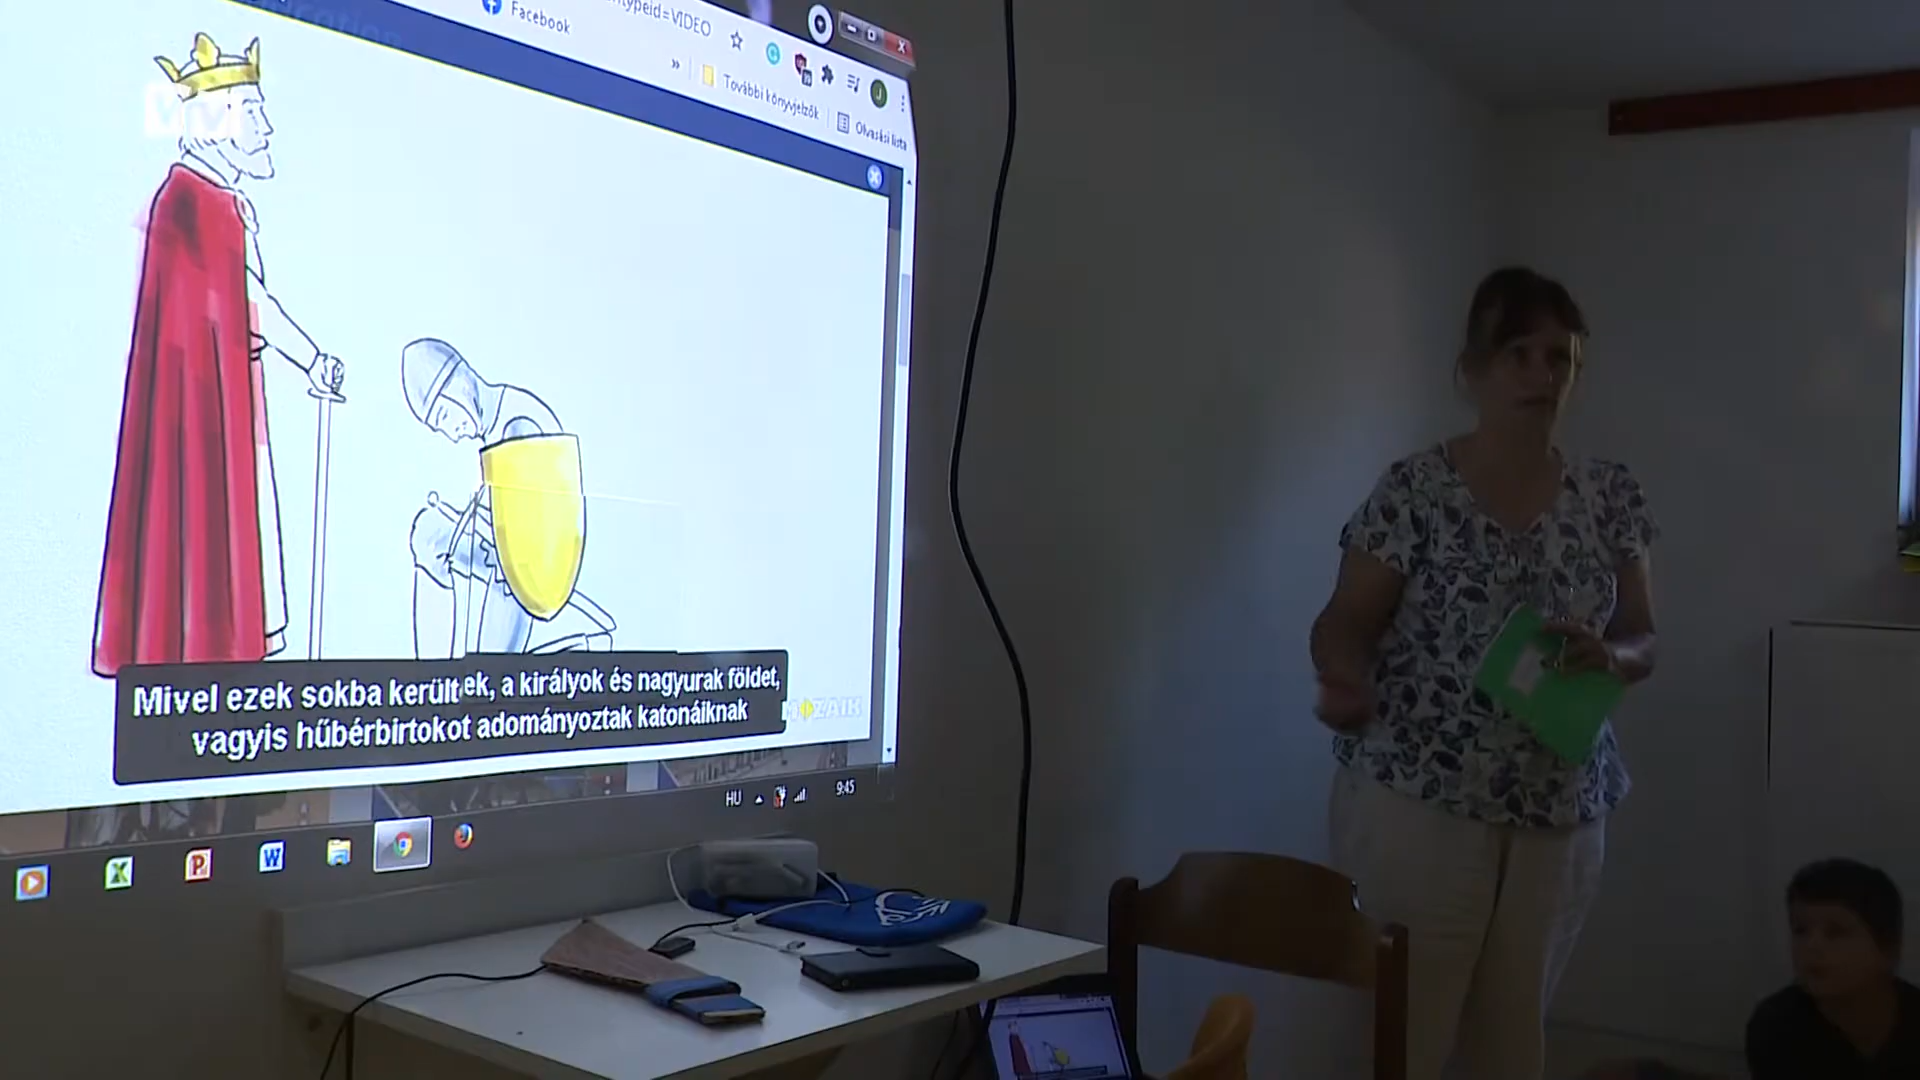 typeid=VIDEO
Facebook
»
További könyvjelzők
Olvasási lista
J
Mivel ezek sokba kerültek, a királyok és nagyurak földet,
vagyis hűbérbirtokot adományoztak katonáiknak
MOZAIK
HU
9:45